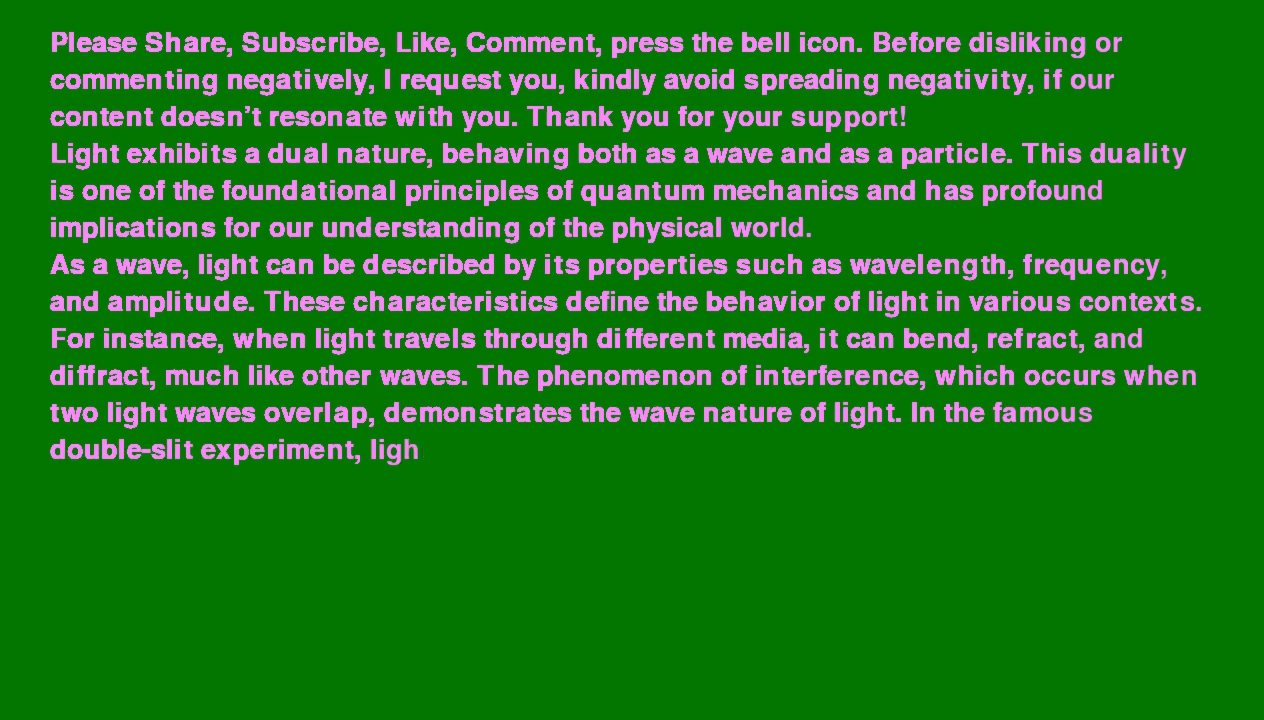 Please Share, Subscribe, Like, Comment, press the bell icon. Before disliking or
commenting negatively, I request you, kindly avoid spreading negativity, if our
content doesn’t resonate with you. Thank you for your support!
Light exhibits a dual nature, behaving both as a wave and as a particle. This duality
is one of the foundational principles of quantum mechanics and has profound
implications for our understanding of the physical world.
As a wave, light can be described by its properties such as wavelength, frequency,
and amplitude. These characteristics define the behavior of light in various contexts.
For instance, when light travels through different media, it can bend, refract, and
diffract, much like other waves. The phenomenon of interference, which occurs when
two light waves overlap, demonstrates the wave nature of light. In the famous
double-slit experiment, ligh